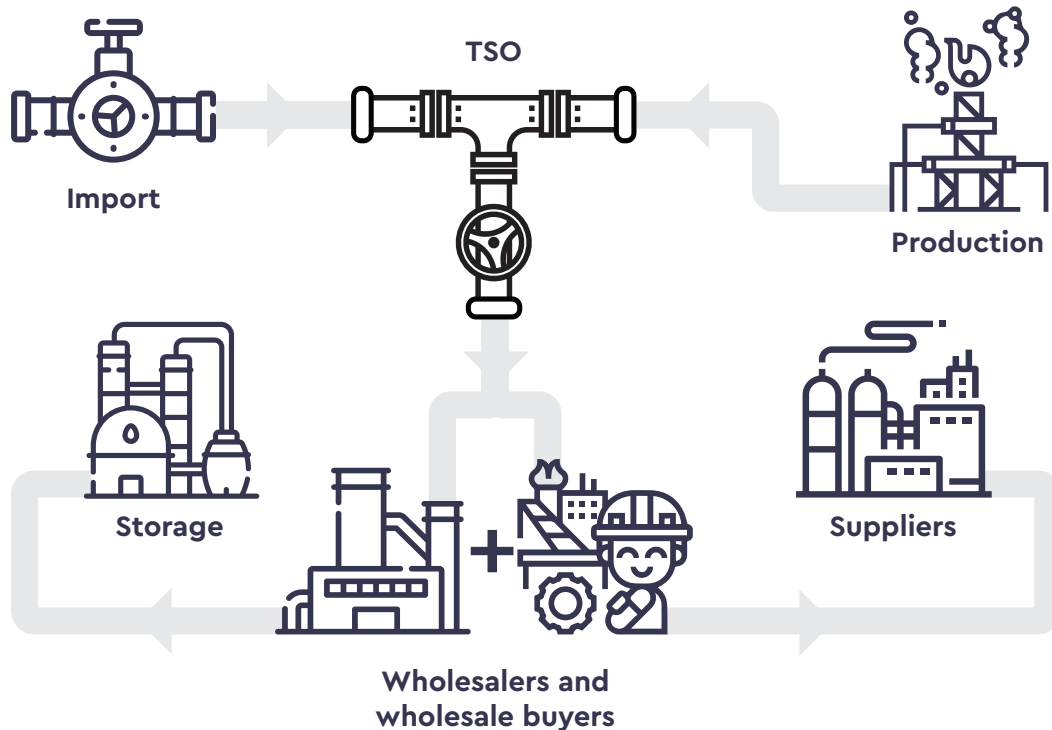 TSO
Import
Production
Storage
Suppliers
Wholesalers and
wholesale buyers